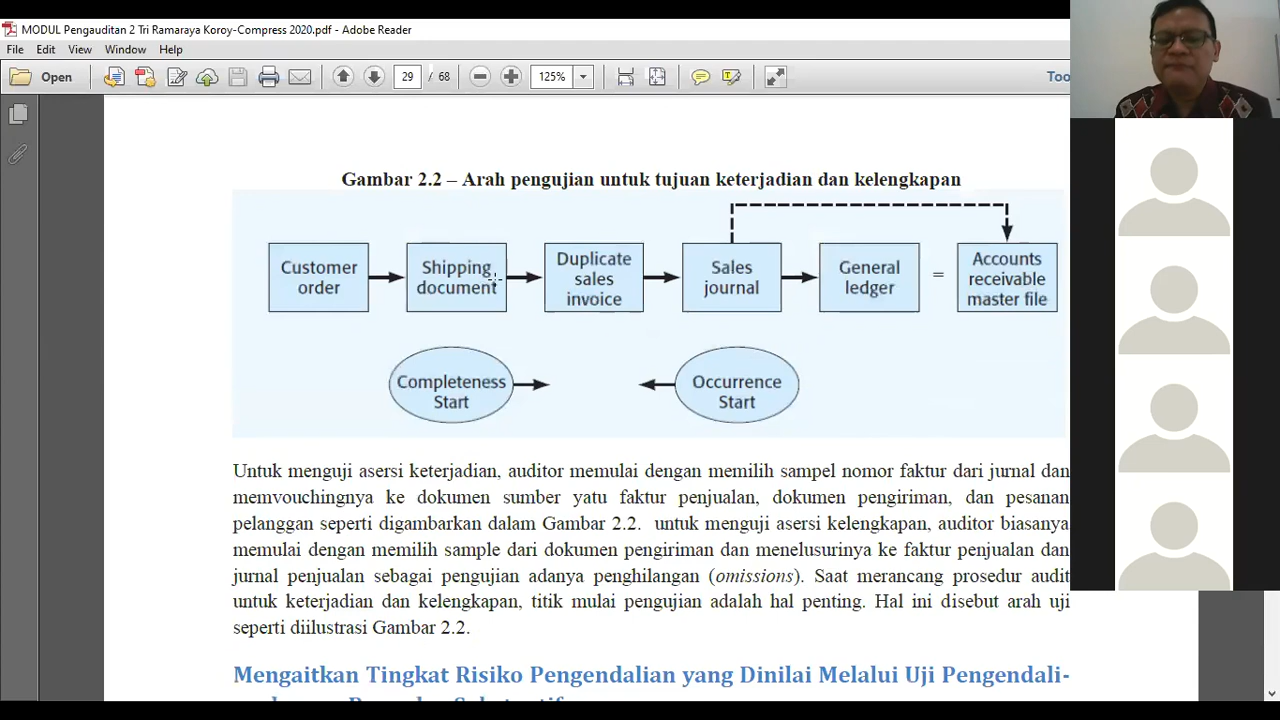 MODUL Pengauditan 2 Tri Ramaraya Koroy-Compress 2020.pdf - Adobe Reader
File Edit View Window Help
Open 29 / 68 125% Too
Gambar 2.2 – Arah pengujian untuk tujuan keterjadian dan kelengkapan
Customer order
Shipping document
Duplicate sales invoice
Sales journal
General ledger
=
Accounts receivable master file
Completeness Start
Occurrence Start
Untuk menguji asersi keterjadian, auditor memulai dengan memilih sampel nomor faktur dari jurnal dan
memvouchingnya ke dokumen sumber yatu faktur penjualan, dokumen pengiriman, dan pesanan
pelanggan seperti digambarkan dalam Gambar 2.2. untuk menguji asersi kelengkapan, auditor biasanya
memulai dengan memilih sample dari dokumen pengiriman dan menelusurinya ke faktur penjualan dan
jurnal penjualan sebagai pengujian adanya penghilangan (omissions). Saat merancang prosedur audit
untuk keterjadian dan kelengkapan, titik mulai pengujian adalah hal penting. Hal ini disebut arah uji
seperti diilustrasi Gambar 2.2.
Mengaitkan Tingkat Risiko Pengendalian yang Dinilai Melalui Uji Pengendali-